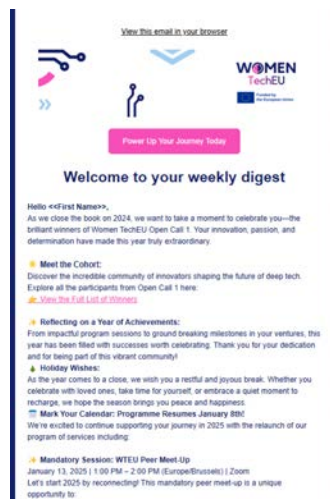 View this email in your browser
WOMEN
TechEU
Funded by
the European Union
Power Up Your Journey Today
Welcome to your weekly digest
Hello <<First Name>>,
As we close the book on 2024, we want to take a moment to celebrate you—the
brilliant winners of Women TechEU Open Call 1. Your innovation, passion, and
determination have made this year truly extraordinary.
🌟 Meet the Cohort:
Discover the incredible community of innovators shaping the future of deep tech.
Explore all the participants from Open Call 1 here:
👉 View the Full List of Winners
✨ Reflecting on a Year of Achievements:
From impactful program sessions to ground breaking milestones in your ventures, this
year has been filled with successes worth celebrating. Thank you for your dedication
and for being part of this vibrant community!
🎄 Holiday Wishes:
As the year comes to a close, we wish you a restful and joyous break. Whether you
celebrate with loved ones, take time for yourself, or embrace a quiet moment to
recharge, we hope the season brings you peace and happiness.
🗓️ Mark Your Calendar: Programme Resumes January 8th!
We're excited to continue supporting your journey in 2025 with the relaunch of our
program of services including:
✨ Mandatory Session: WTEU Peer Meet-Up
January 13, 2025 | 1:00 PM – 2:00 PM (Europe/Brussels) | Zoom
Let's start 2025 by reconnecting! This mandatory peer meet-up is a unique
opportunity to: